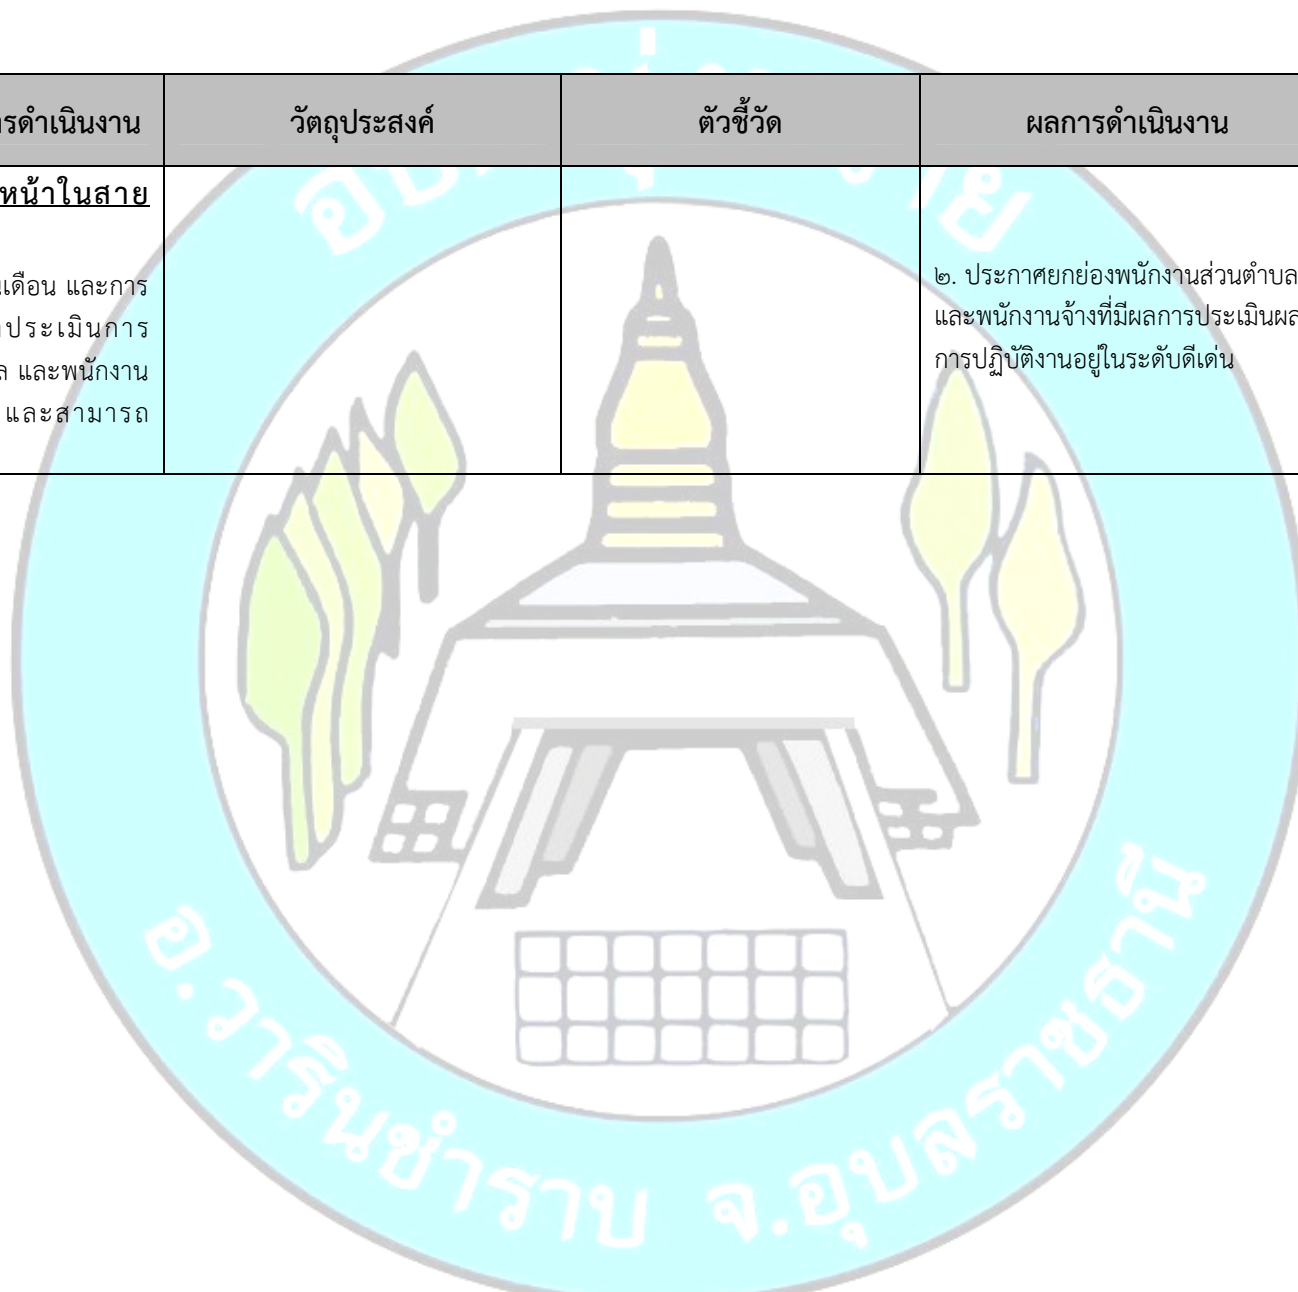 รดำเนินงาน วัตถุประสงค์ ตัวชี้วัด ผลการดำเนินงาน
หน้าในสาย
นเดือน และการ
ประเมินการ
ล และพนักงาน
และสามารถ
๒. ประกาศยกย่องพนักงานส่วนตำบล
และพนักงานจ้างที่มีผลการประเมินผล
การปฏิบัติงานอยู่ในระดับดีเด่น
อ.วารินชำราบ จ.อุบลราชธานี